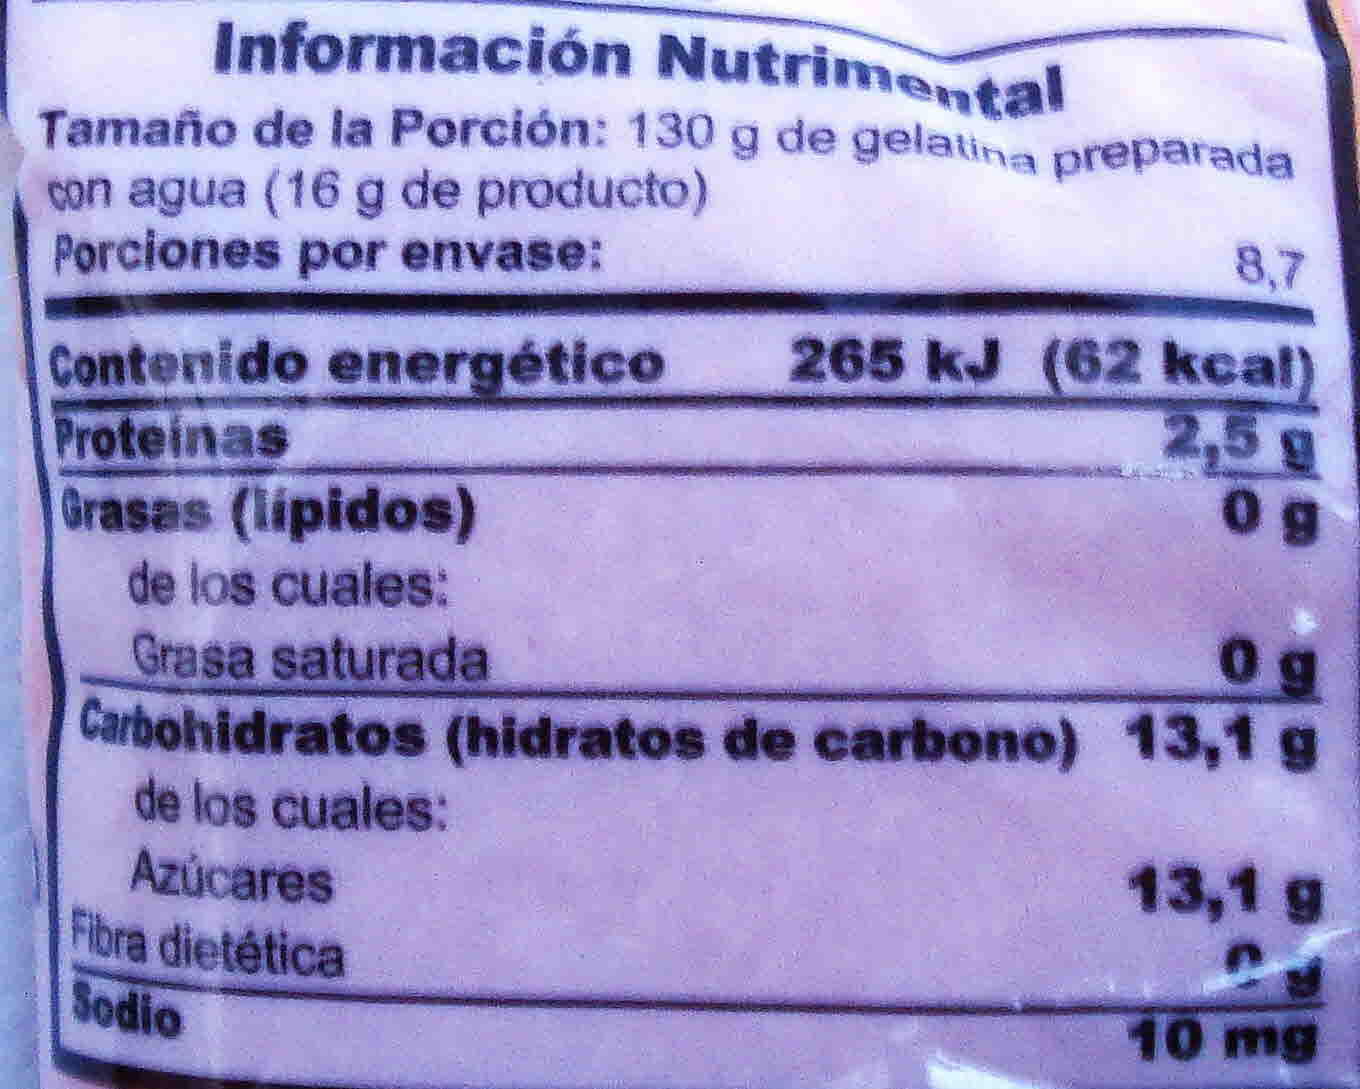 Información Nutrimental
Tamaño de la Porción: 130 g de gelatina preparada
con agua (16 g de producto)
Porciones por envase: 8,7
Contenido energético 265 kJ (62 kcal)
Proteínas 2,5 g
Grasas (lípidos) 0 g
de los cuales:
Grasa saturada 0 g
Carbohidratos (hidratos de carbono) 13,1 g
de los cuales:
Azúcares 13,1 g
Fibra dietética 0 g
Sodio 10 mg